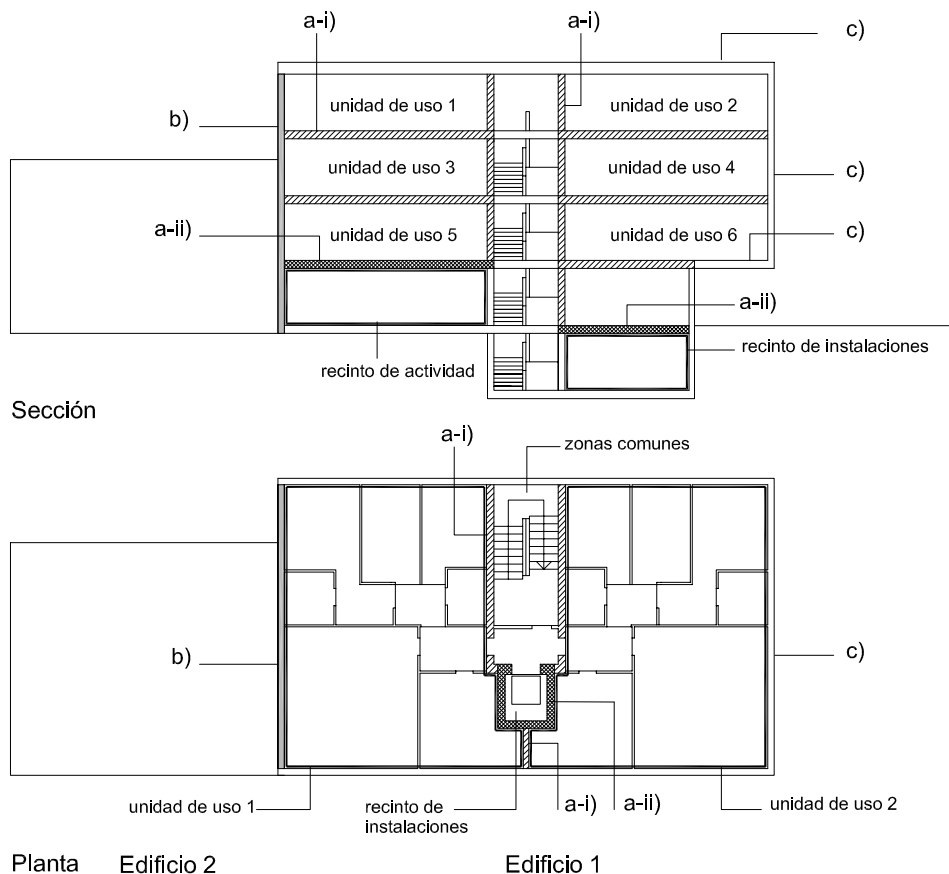 a-i)
a-i)
c)
unidad de uso 1
unidad de uso 2
b)
unidad de uso 3
unidad de uso 4
c)
a-ii)
unidad de uso 5
unidad de uso 6
c)
a-ii)
recinto de actividad
recinto de instalaciones
Sección
a-i)
zonas comunes
b)
c)
unidad de uso 1
recinto de
instalaciones
a-i)
a-ii)
unidad de uso 2
Planta
Edificio 2
Edificio 1